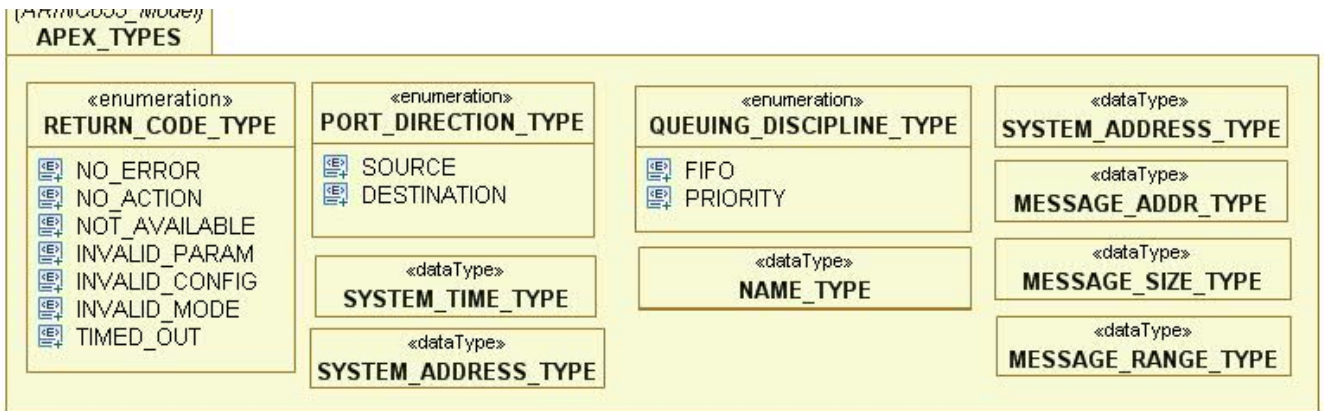 APEX_TYPES
«enumeration»
RETURN_CODE_TYPE
NO_ERROR
NO_ACTION
NOT_AVAILABLE
INVALID_PARAM
INVALID_CONFIG
INVALID_MODE
TIMED_OUT
«enumeration»
PORT_DIRECTION_TYPE
SOURCE
DESTINATION
«dataType»
SYSTEM_TIME_TYPE
«dataType»
SYSTEM_ADDRESS_TYPE
«enumeration»
QUEUING_DISCIPLINE_TYPE
FIFO
PRIORITY
«dataType»
NAME_TYPE
«dataType»
SYSTEM_ADDRESS_TYPE
«dataType»
MESSAGE_ADDR_TYPE
«dataType»
MESSAGE_SIZE_TYPE
«dataType»
MESSAGE_RANGE_TYPE